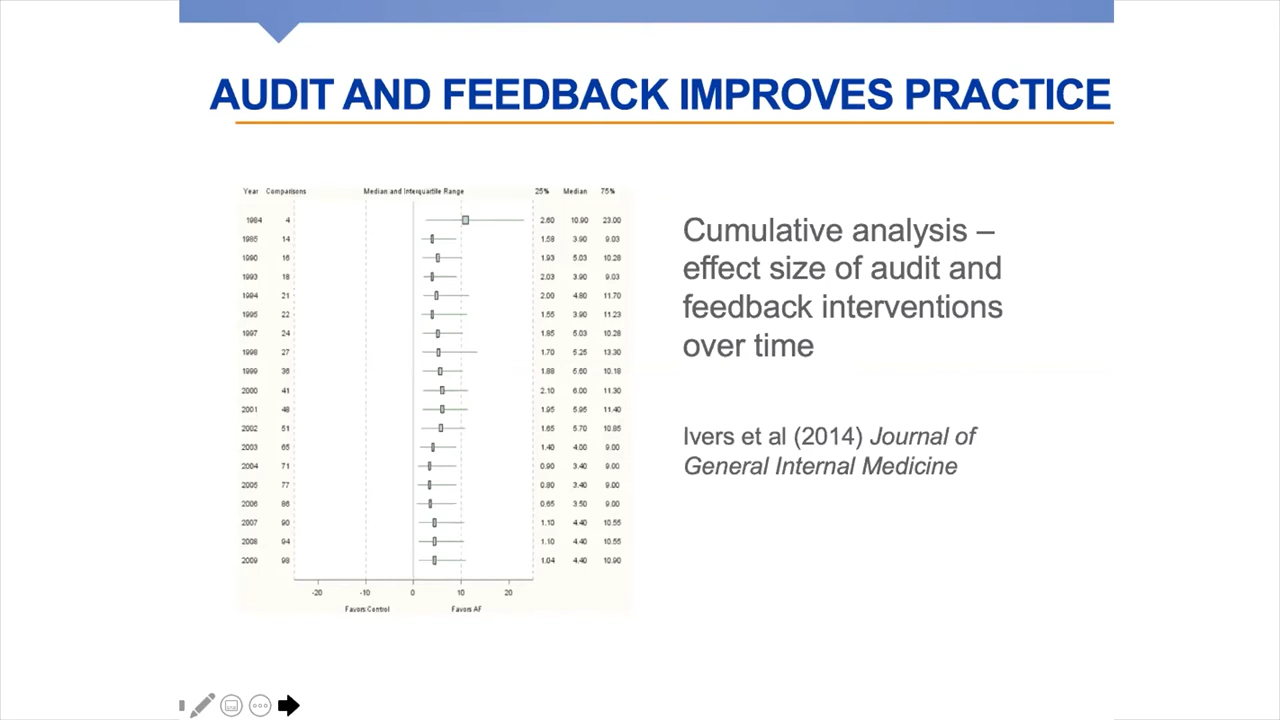 AUDIT AND FEEDBACK IMPROVES PRACTICE
Year Comparisons Median and Interquartile Range 25% Median 75%
1984 4 2.60 10.90 23.00
1985 14 1.58 3.90 9.03
1990 16 1.93 5.03 10.28
1993 18 2.03 3.90 9.03
1994 21 2.00 4.80 11.70
1995 22 1.55 3.90 11.23
1997 24 1.85 5.03 10.28
1998 27 1.70 5.25 13.30
1999 36 1.88 5.60 10.18
2000 41 2.10 6.00 11.30
2001 48 1.95 5.95 11.40
2002 51 1.65 5.70 10.85
2003 65 1.40 4.00 9.00
2004 71 0.90 3.40 9.00
2005 77 0.80 3.40 9.00
2006 86 0.65 3.50 9.00
2007 90 1.10 4.40 10.55
2008 94 1.10 4.40 10.55
2009 98 1.04 4.40 10.90
-20 -10 0 10 20
Favors Control Favors AF
Cumulative analysis –
effect size of audit and
feedback interventions
over time
Ivers et al (2014) Journal of
General Internal Medicine